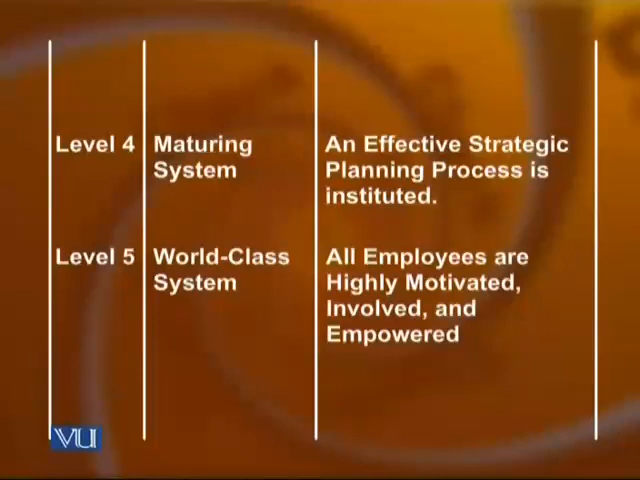 Level 4 Maturing An Effective Strategic
System Planning Process is
instituted.
Level 5 World-Class All Employees are
System Highly Motivated,
Involved, and
Empowered
VU